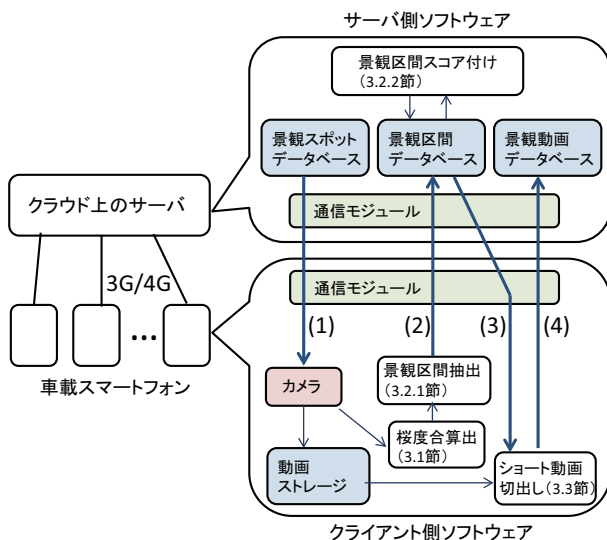 サーバ側ソフトウェア
景観区間スコア付け
(3.2.2節)
景観スポット
データベース
景観区間
データベース
景観動画
データベース
クラウド上のサーバ
通信モジュール
3G/4G
通信モジュール
...
車載スマートフォン
(1)
(2)
(3)
(4)
カメラ
景観区間抽出
(3.2.1節)
桜度合算出
(3.1節)
動画
ストレージ
ショート動画
切出し(3.3節)
クライアント側ソフトウェア